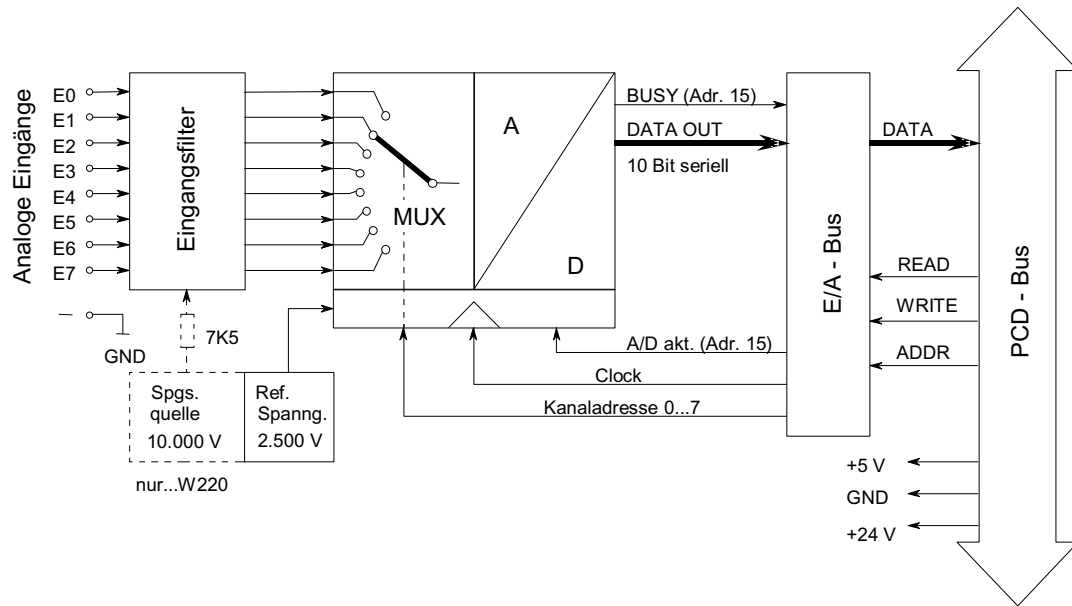 Analoge Eingänge
E0
E1
E2
E3
E4
E5
E6
E7
GND
Eingangsfilter
7K5
Spgs.
quelle
10.000 V
nur...W220
Ref.
Spanng.
2.500 V
MUX
A
D
BUSY (Adr. 15)
DATA OUT
10 Bit seriell
A/D akt. (Adr. 15)
Clock
Kanaladresse 0...7
E/A - Bus
DATA
READ
WRITE
ADDR
+5 V
GND
+24 V
PCD - Bus